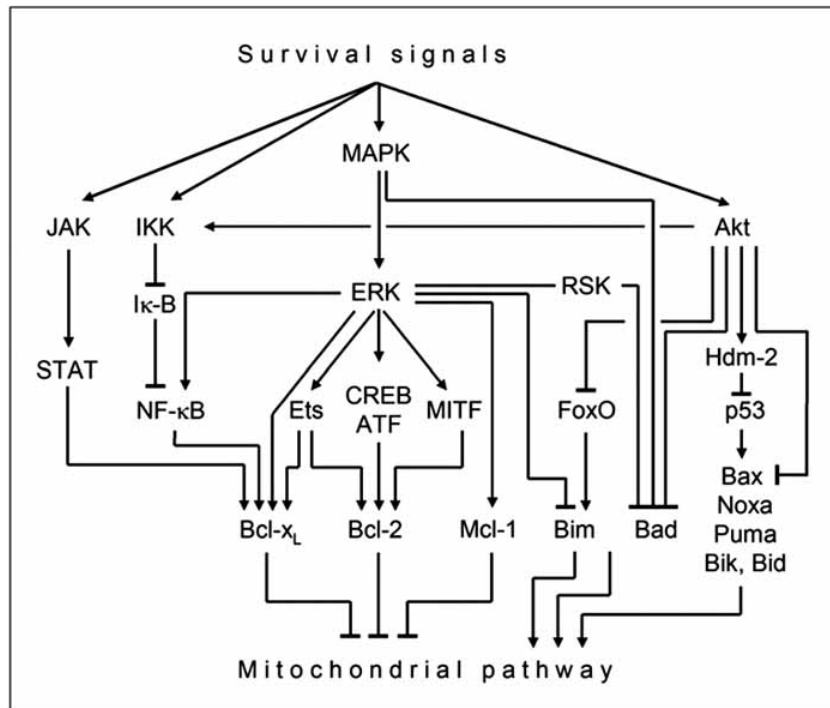 Survival signals
MAPK
JAK IKK Akt
ERK RSK
Iκ-B
Hdm-2
STAT
NF-κB Ets CREB MITF FoxO p53
ATF
Bax
Noxa
Bcl-xL Bcl-2 Mcl-1 Bim Bad Puma
Bik, Bid
Mitochondrial pathway